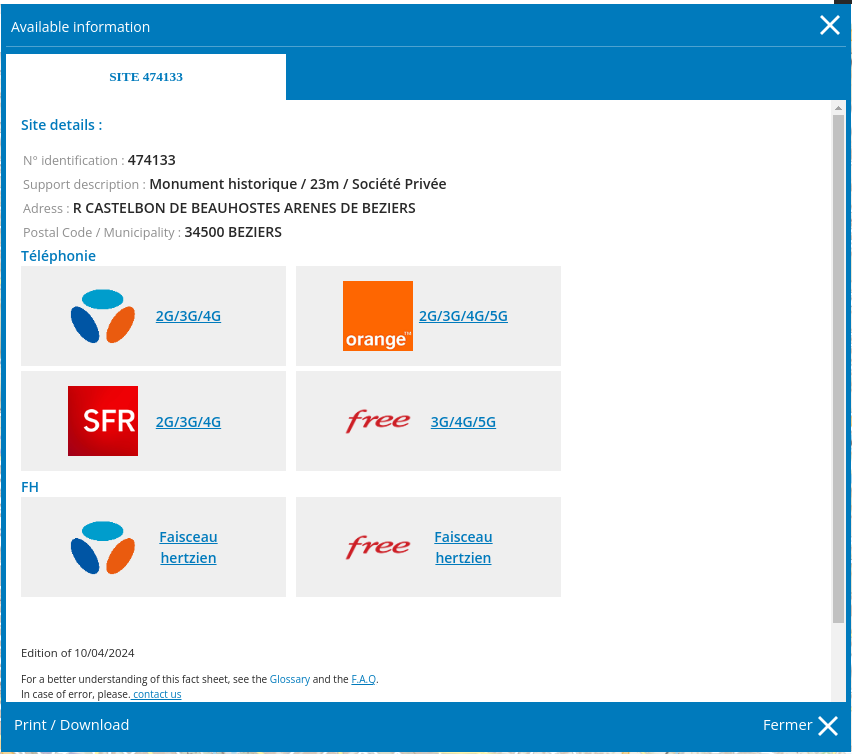 Available information
SITE 474133
Site details :
N° identification : 474133
Support description : Monument historique / 23m / Société Privée
Adress : R CASTELBON DE BEAUHOSTES ARENES DE BEZIERS
Postal Code / Municipality : 34500 BEZIERS
Téléphonie
2G/3G/4G
orange™ 2G/3G/4G/5G
SFR 2G/3G/4G
free 3G/4G/5G
FH
Faisceau
hertzien
free Faisceau
hertzien
Edition of 10/04/2024
For a better understanding of this fact sheet, see the Glossary and the F.A.Q.
In case of error, please. contact us
Print / Download
Fermer